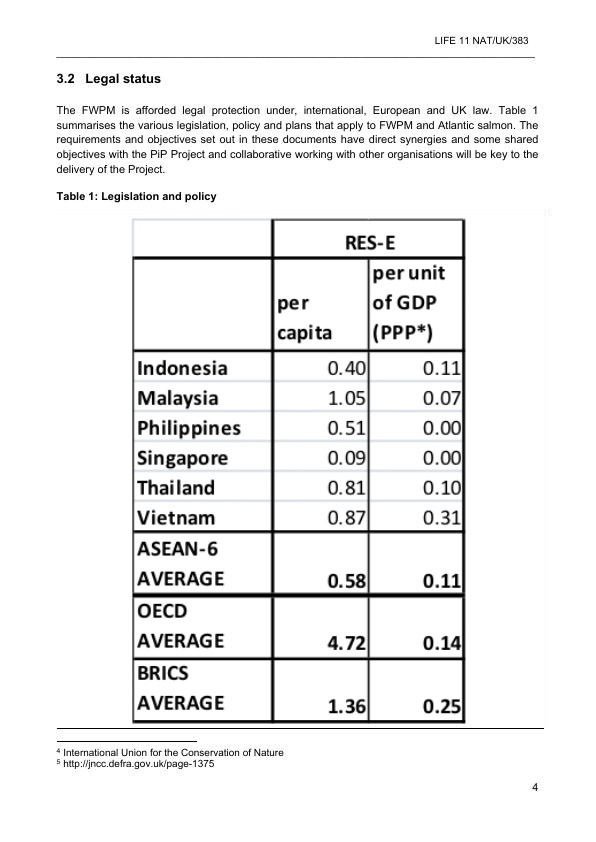 LIFE 11 NAT/UK/383
3.2 Legal status
The FWPM is afforded legal protection under, international, European and UK law. Table 1
summarises the various legislation, policy and plans that apply to FWPM and Atlantic salmon. The
requirements and objectives set out in these documents have direct synergies and some shared
objectives with the PiP Project and collaborative working with other organisations will be key to the
delivery of the Project.
Table 1: Legislation and policy
RES-E
per capita per unit of GDP (PPP*)
Indonesia 0.40 0.11
Malaysia 1.05 0.07
Philippines 0.51 0.00
Singapore 0.09 0.00
Thailand 0.81 0.10
Vietnam 0.87 0.31
ASEAN-6
AVERAGE 0.58 0.11
OECD
AVERAGE 4.72 0.14
BRICS
AVERAGE 1.36 0.25
4 International Union for the Conservation of Nature
5 http://jncc.defra.gov.uk/page-1375
4